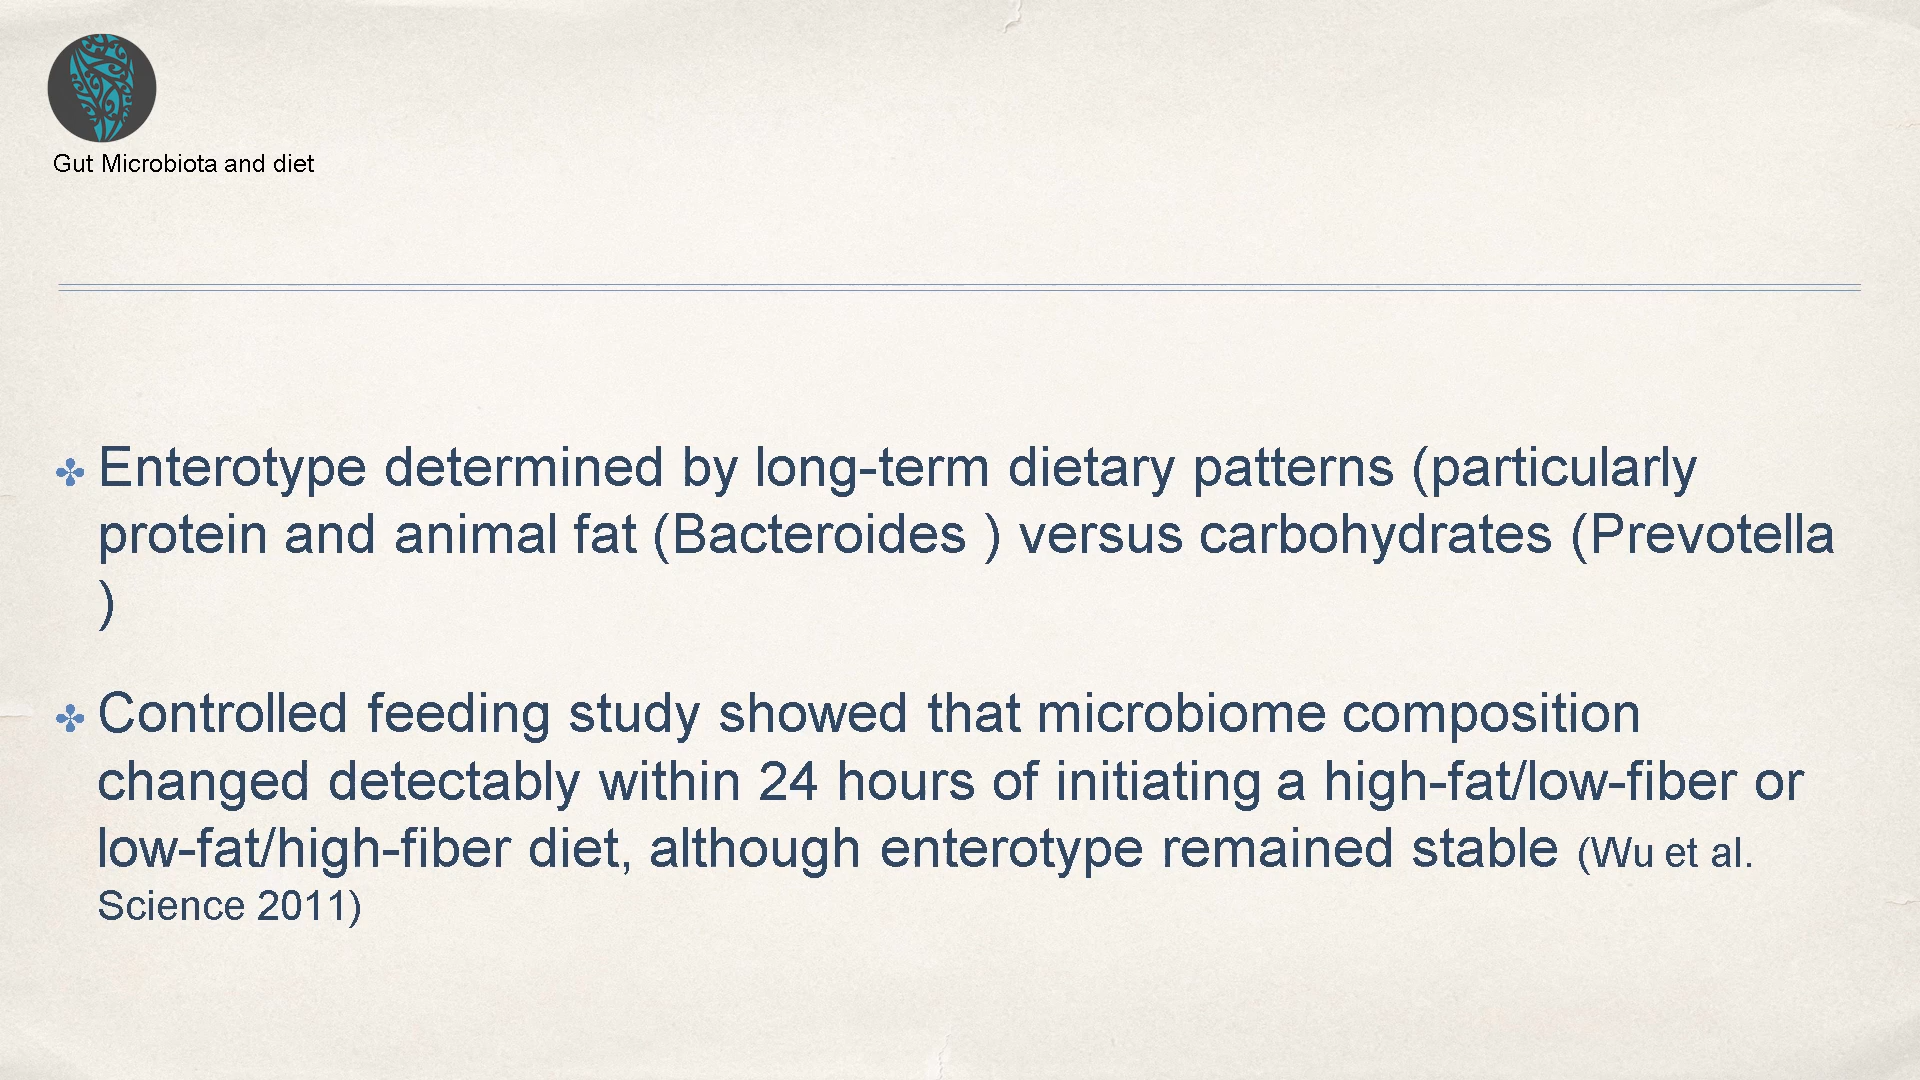 Gut Microbiota and diet
✤ Enterotype determined by long-term dietary patterns (particularly
protein and animal fat (Bacteroides ) versus carbohydrates (Prevotella
)
✤ Controlled feeding study showed that microbiome composition
changed detectably within 24 hours of initiating a high-fat/low-fiber or
low-fat/high-fiber diet, although enterotype remained stable (Wu et al.
Science 2011)